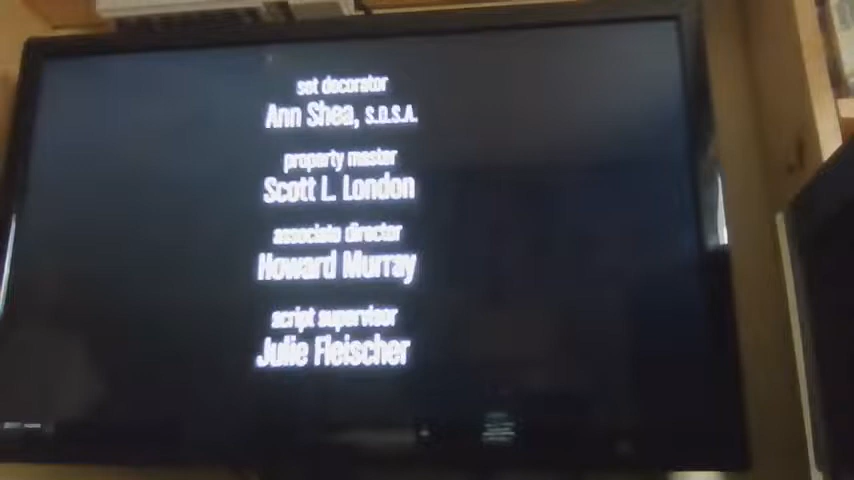 set decorator
Ann Shea, S.D.S.A.
property master
Scott L. London
associate director
Howard Murray
script supervisor
Julie Fleischer